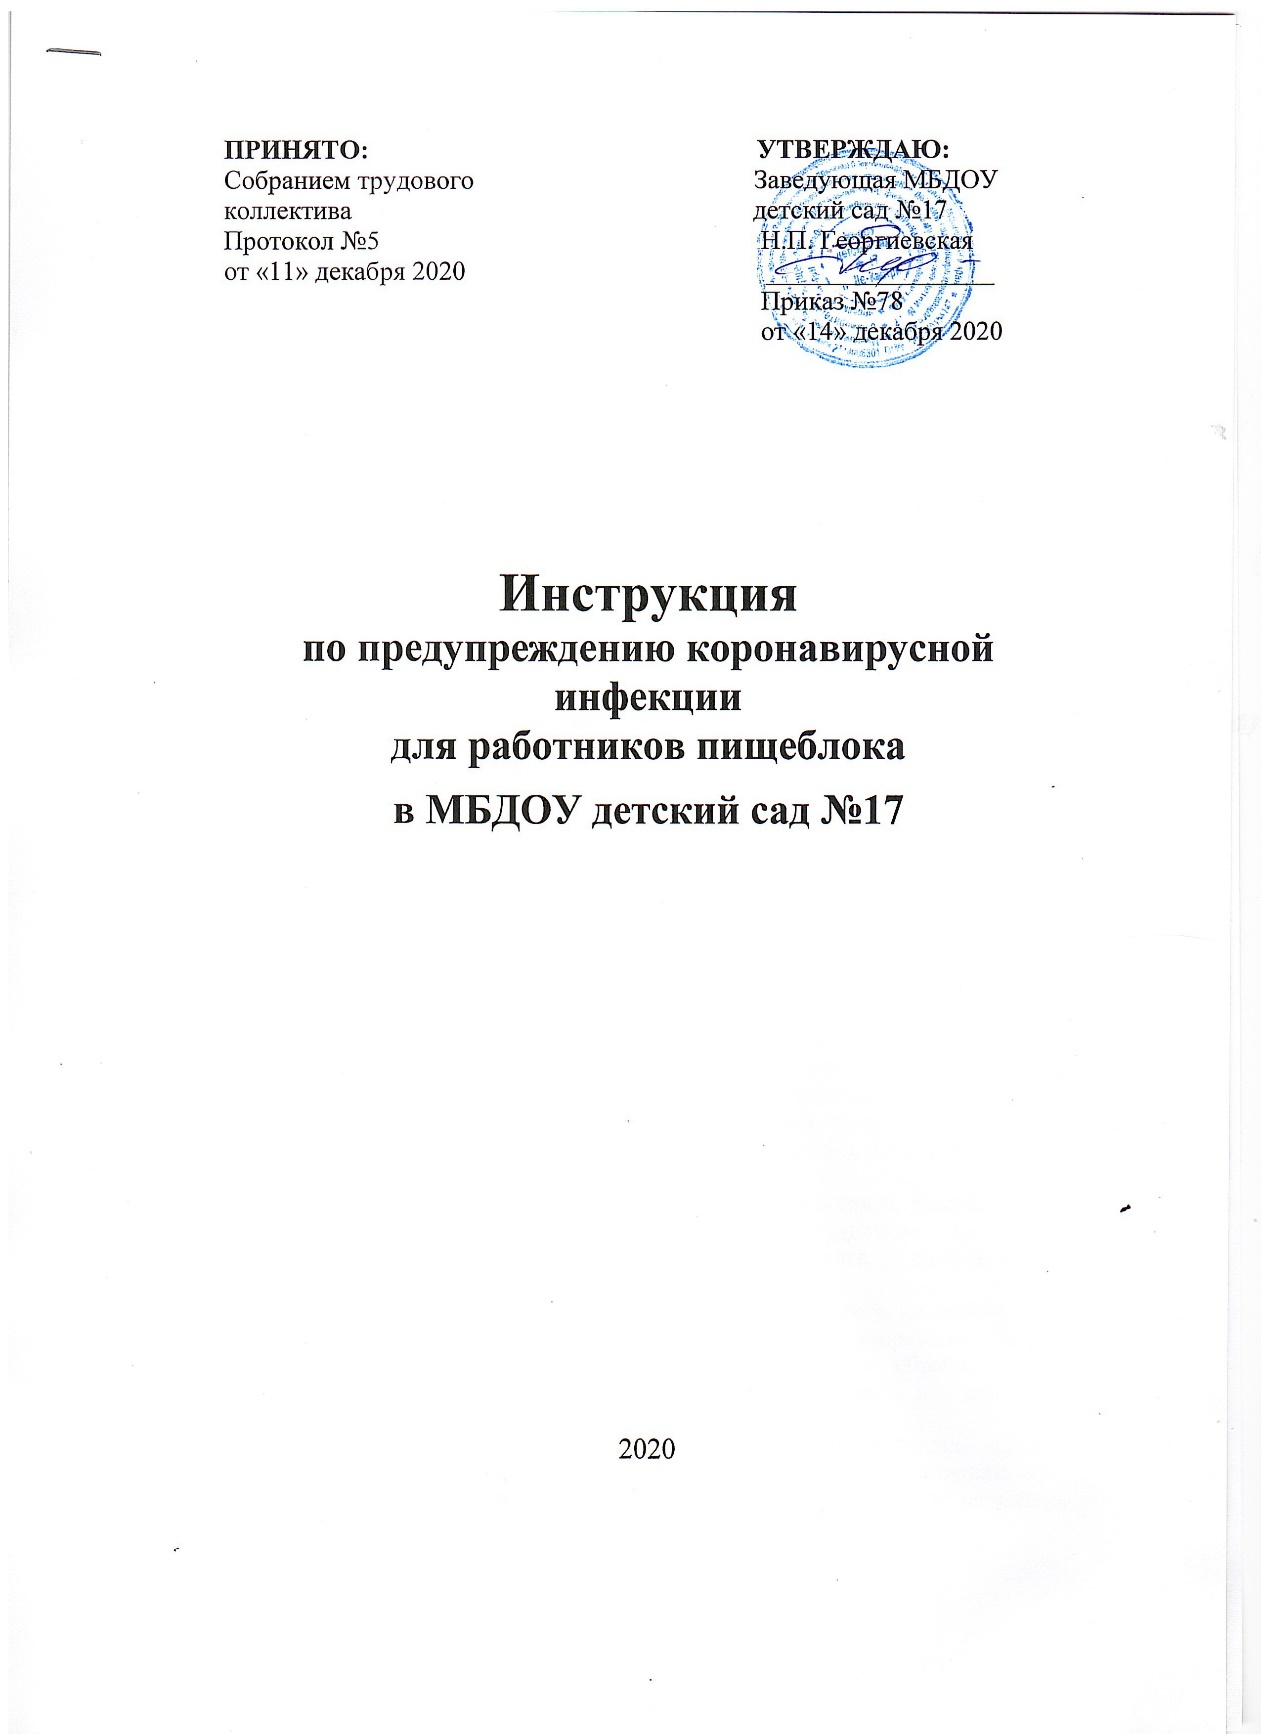 ПРИНЯТО:
Собранием трудового
коллектива
Протокол №5
от «11» декабря 2020
УТВЕРЖДАЮ:
Заведующая МБДОУ
детский сад №17
Н.П. Георгиевская
Приказ №78
от «14» декабря 2020
Инструкция
по предупреждению коронавирусной
инфекции
для работников пищеблока
в МБДОУ детский сад №17
2020